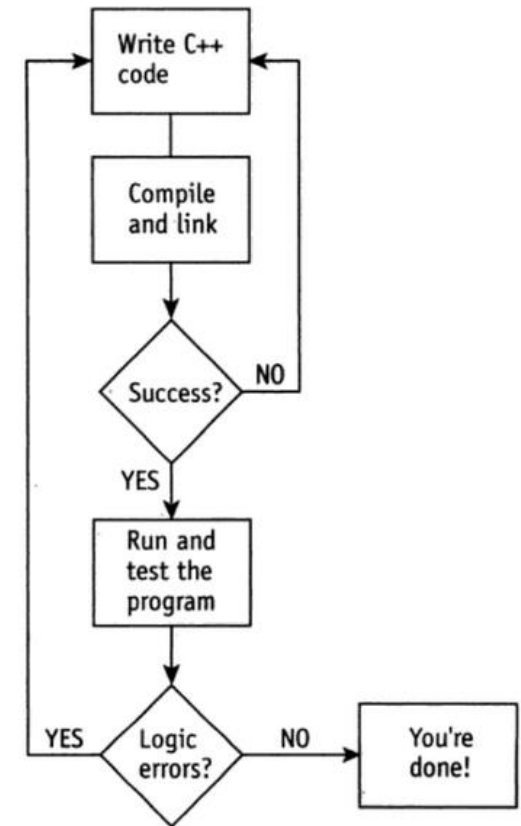 Write C++
code
Compile
and link
Success?
NO
YES
Run and
test the
program
YES
Logic
errors?
NO
You're
done!